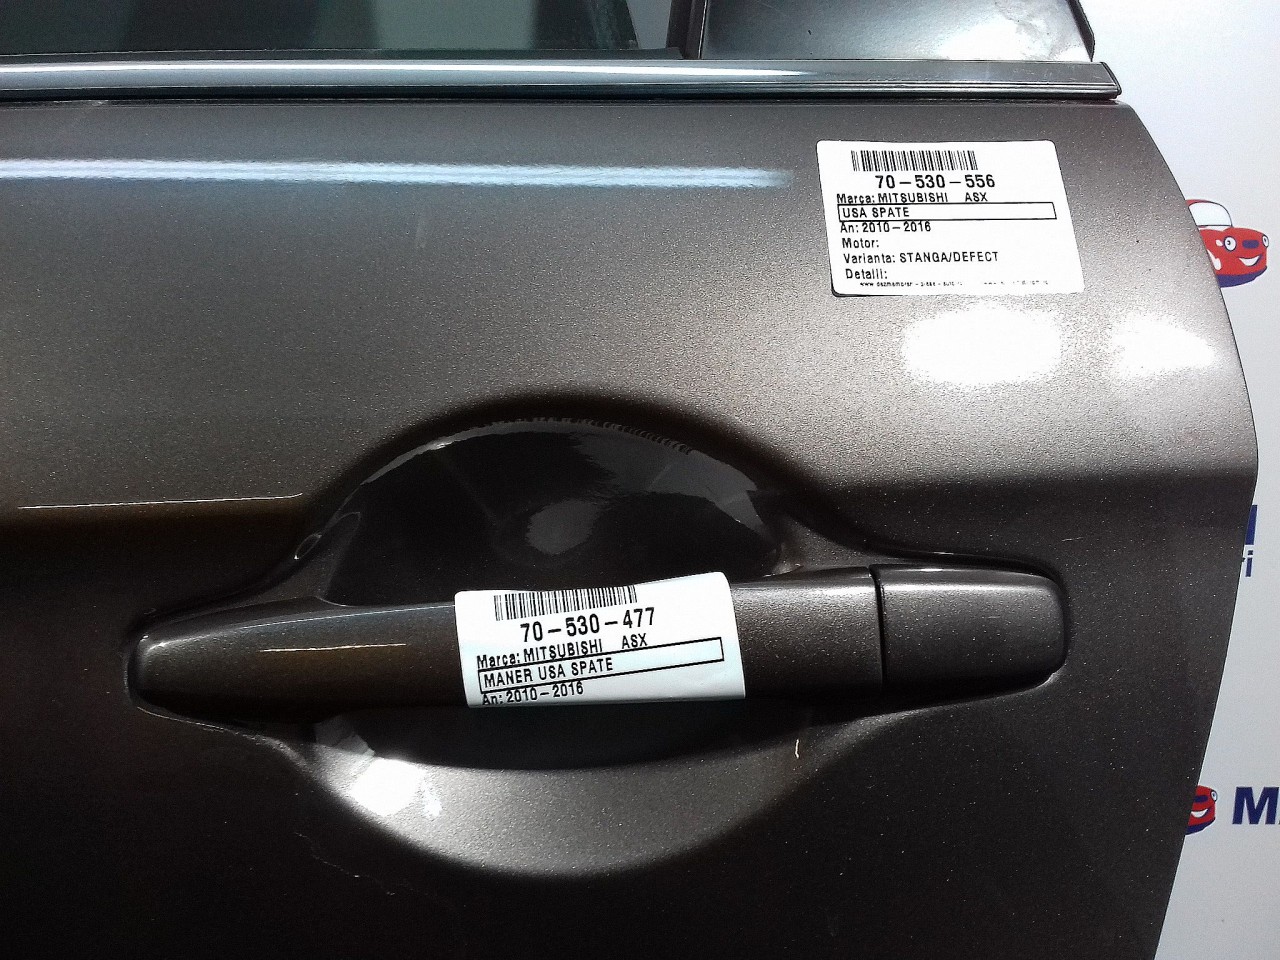 70-530-556
Marca: MITSUBISHI ASX
USA SPATE
An: 2010-2016
Motor:
Varianta: STANGA/DEFECT
Detalii:
70-530-477
Marca: MITSUBISHI ASX
MANER USA SPATE
An: 2010-2016